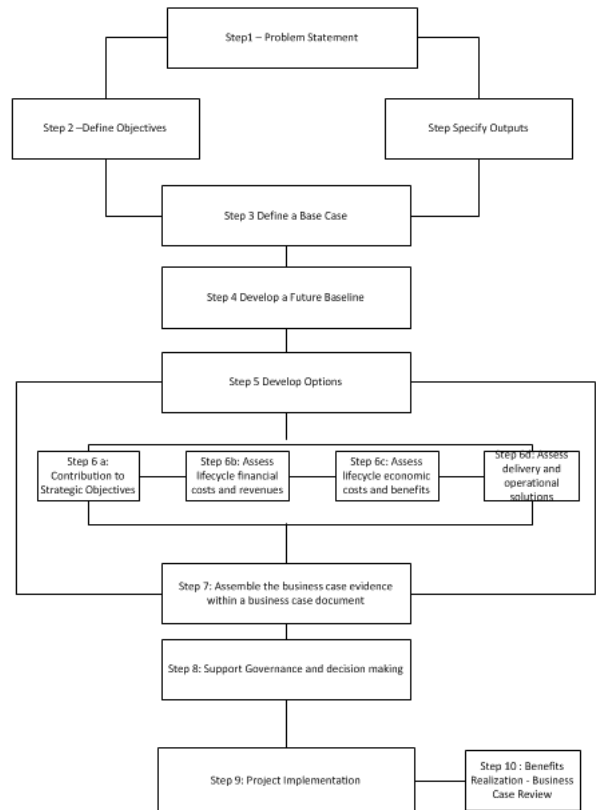 Step1 – Problem Statement
Step 2 –Define Objectives
Step Specify Outputs
Step 3 Define a Base Case
Step 4 Develop a Future Baseline
Step 5 Develop Options
Step 6 a:
Contribution to
Strategic Objectives
Step 6b: Assess
lifecycle financial
costs and revenues
Step 6c: Assess
lifecycle economic
costs and benefits
Step 6d: Assess
delivery and
operational
solutions
Step 7: Assemble the business case evidence
within a business case document
Step 8: Support Governance and decision making
Step 9: Project Implementation
Step 10 : Benefits
Realization - Business
Case Review